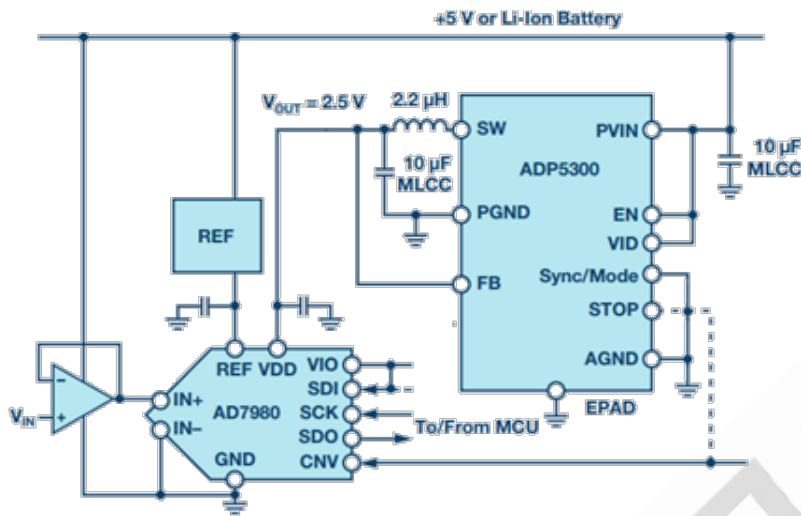 +5 V or Li-Ion Battery
VOUT = 2.5 V
2.2 µH
SW
PVIN
10 µF
MLCC
ADP5300
10 µF
MLCC
PGND
EN
VID
REF
FB
Sync/Mode
STOP
AGND
EPAD
REF
VDD
VIO
SDI
IN+
AD7980
SCK
IN–
SDO
To/From MCU
GND
CNV
–
+
VIN